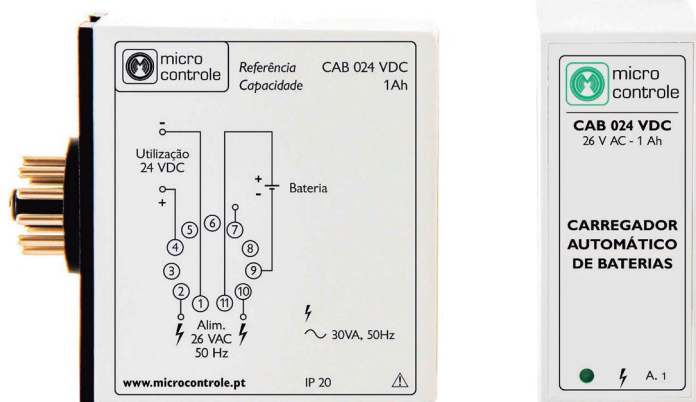 micro
controle
Referência CAB 024 VDC
Capacidade 1Ah
-
Utilização
24 VDC
+
+
-
Bateria
6
5
7
4
8
3
9
2
10
1
11
Alim.
26 VAC
50 Hz
30VA, 50Hz
www.microcontrole.pt IP 20
micro
controle
CAB 024 VDC
26 V AC - 1 Ah
CARREGADOR
AUTOMÁTICO
DE BATERIAS
A. 1